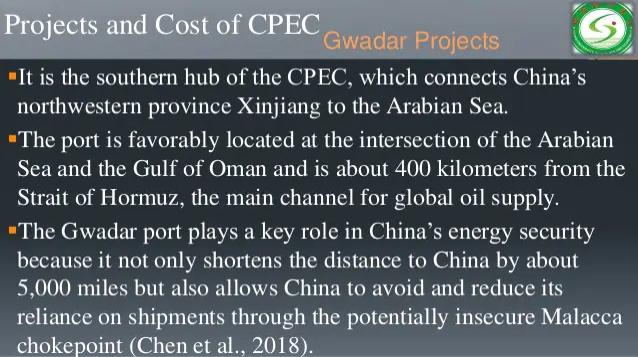 Projects and Cost of CPEC
Gwadar Projects
▪It is the southern hub of the CPEC, which connects China's
northwestern province Xinjiang to the Arabian Sea.
▪The port is favorably located at the intersection of the Arabian
Sea and the Gulf of Oman and is about 400 kilometers from the
Strait of Hormuz, the main channel for global oil supply.
▪The Gwadar port plays a key role in China's energy security
because it not only shortens the distance to China by about
5,000 miles but also allows China to avoid and reduce its
reliance on shipments through the potentially insecure Malacca
chokepoint (Chen et al., 2018).